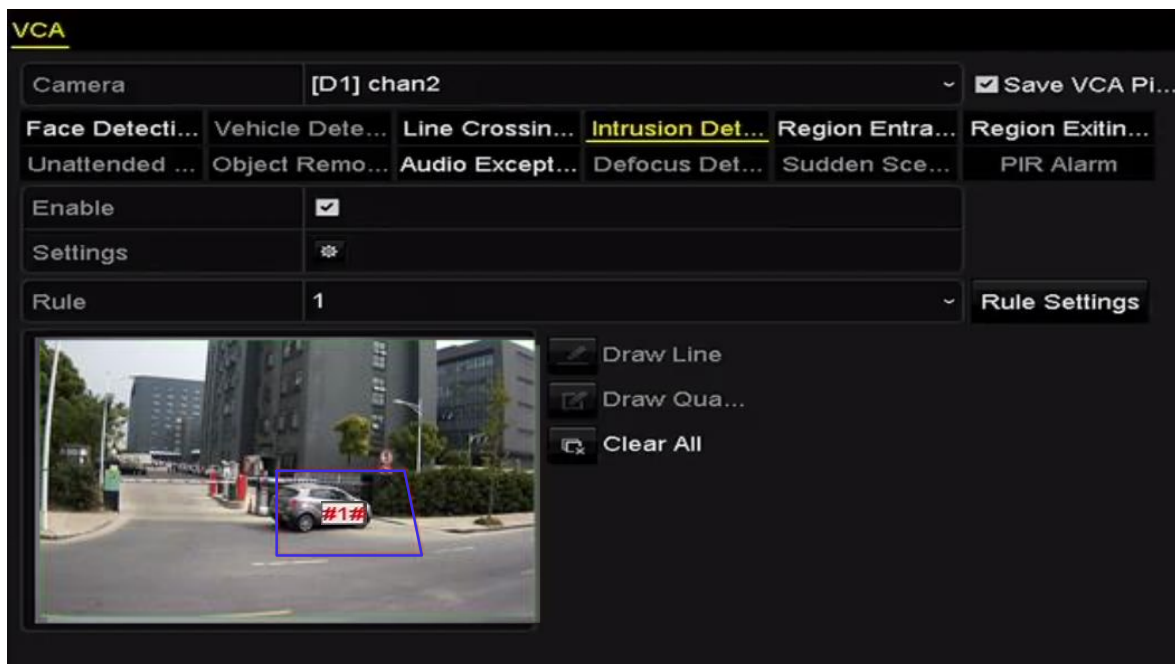 VCA
Camera [D1] chan2 Save VCA Pi...
Face Detecti... Vehicle Dete... Line Crossin... Intrusion Det... Region Entra... Region Exitin...
Unattended ... Object Remo... Audio Except... Defocus Det... Sudden Sce... PIR Alarm
Enable
Settings
Rule 1 Rule Settings
Draw Line
Draw Qua...
Clear All
#1#